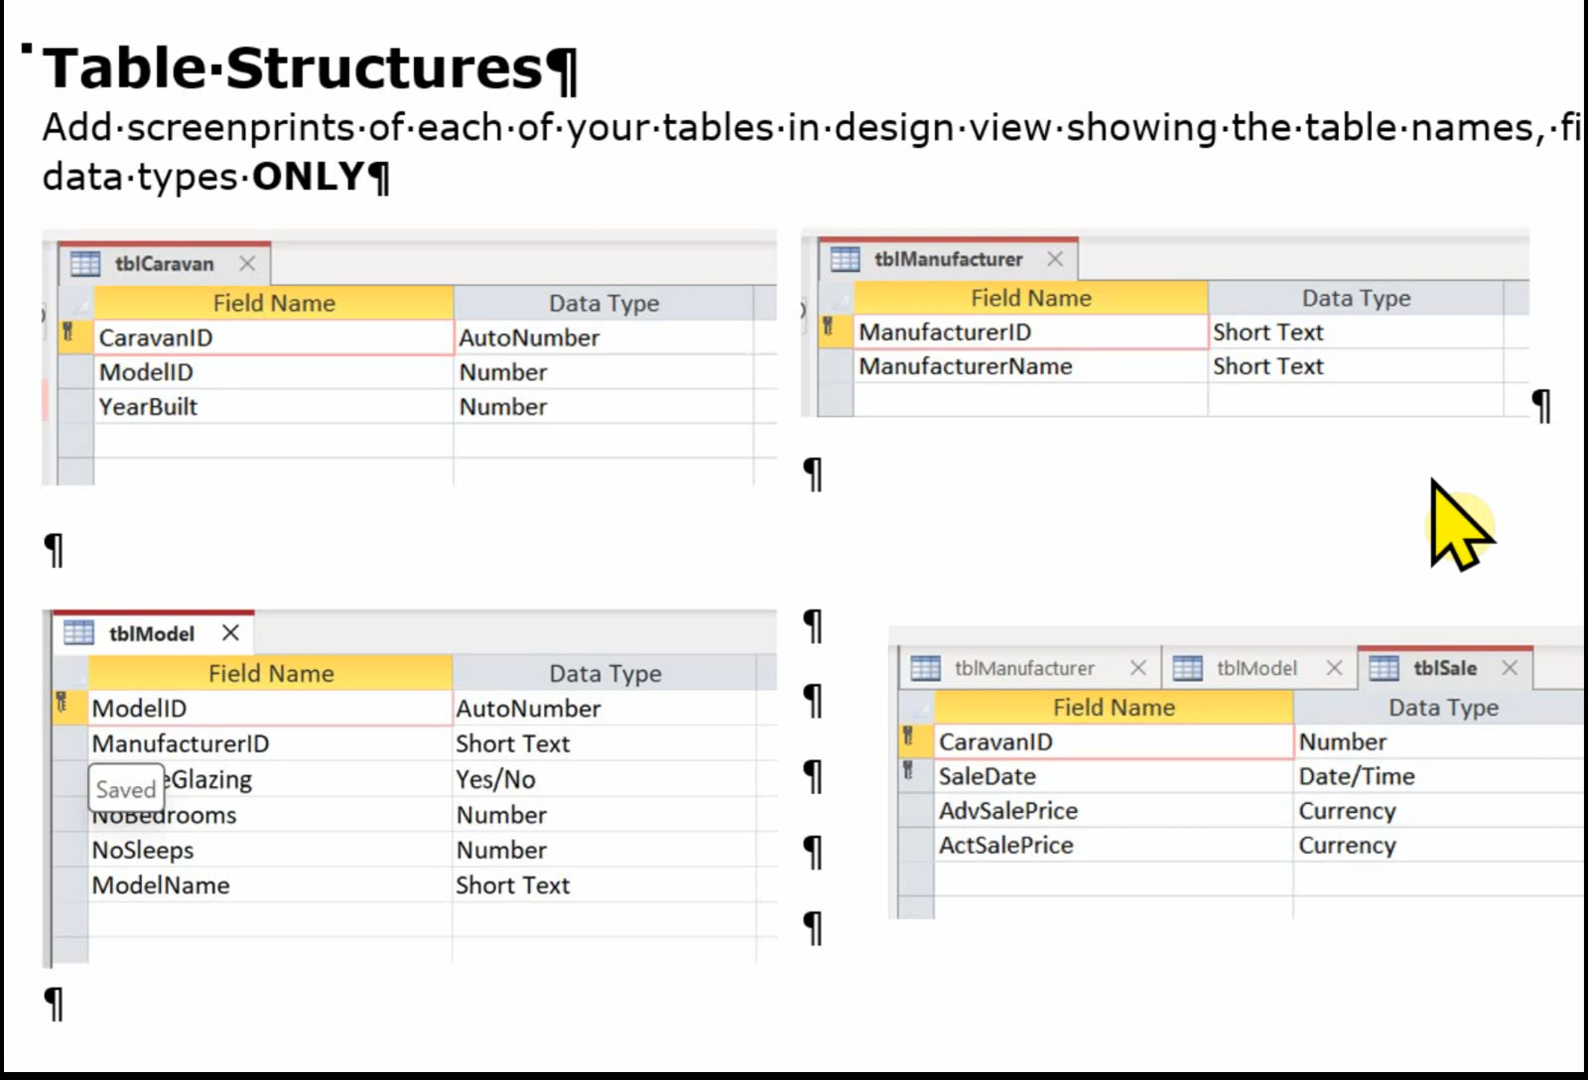 Table·Structures¶
Add·screenprints·of·each·of·your·tables·in·design·view·showing·the·table·names,·fi
data·types·ONLY¶
tblCaravan
Field Name Data Type
CaravanID AutoNumber
ModelID Number
YearBuilt Number
tblManufacturer
Field Name Data Type
ManufacturerID Short Text
ManufacturerName Short Text
¶
¶
¶
tblModel
Field Name Data Type
ModelID AutoNumber
ManufacturerID Short Text
eGlazing Yes/No
Saved
NoBedrooms Number
NoSleeps Number
ModelName Short Text
¶
¶
¶
¶
¶
tblManufacturer tblModel tblSale
Field Name Data Type
CaravanID Number
SaleDate Date/Time
AdvSalePrice Currency
ActSalePrice Currency
¶